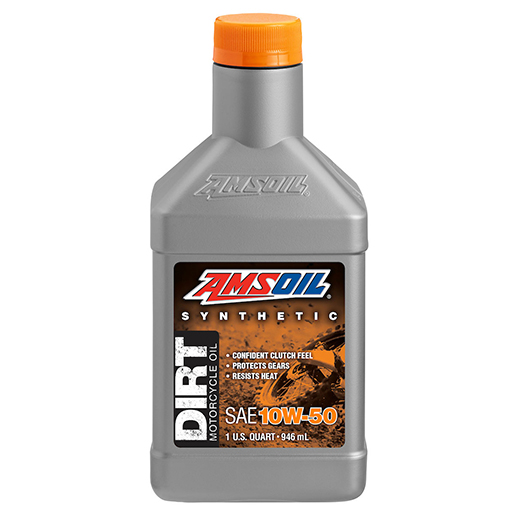 AMSOIL®
AMSOIL®
SYNTHETIC
• CONFIDENT CLUTCH FEEL
• PROTECTS GEARS
• RESISTS HEAT
DIRT
MOTORCYCLE OIL
SAE 10W-50
1 U.S. QUART • 946 mL